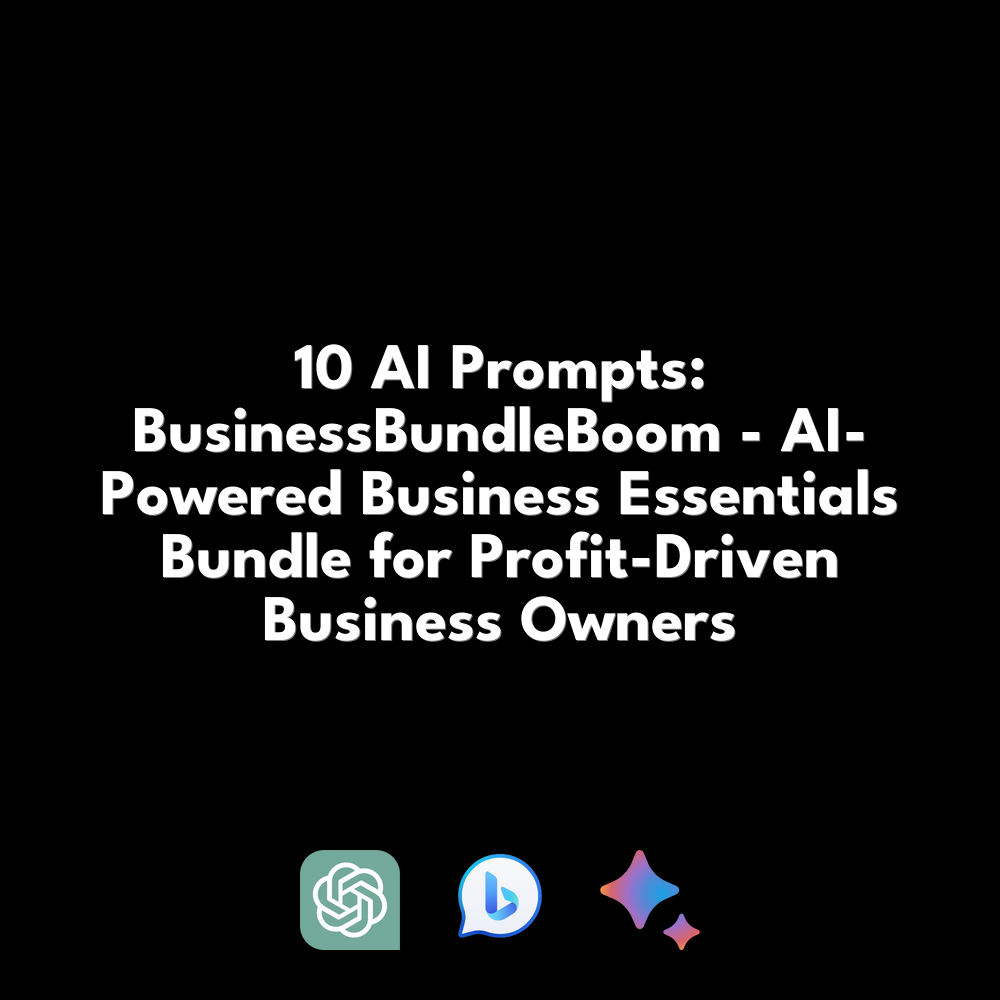 10 AI Prompts:
BusinessBundleBoom - AI-
Powered Business Essentials
Bundle for Profit-Driven
Business Owners